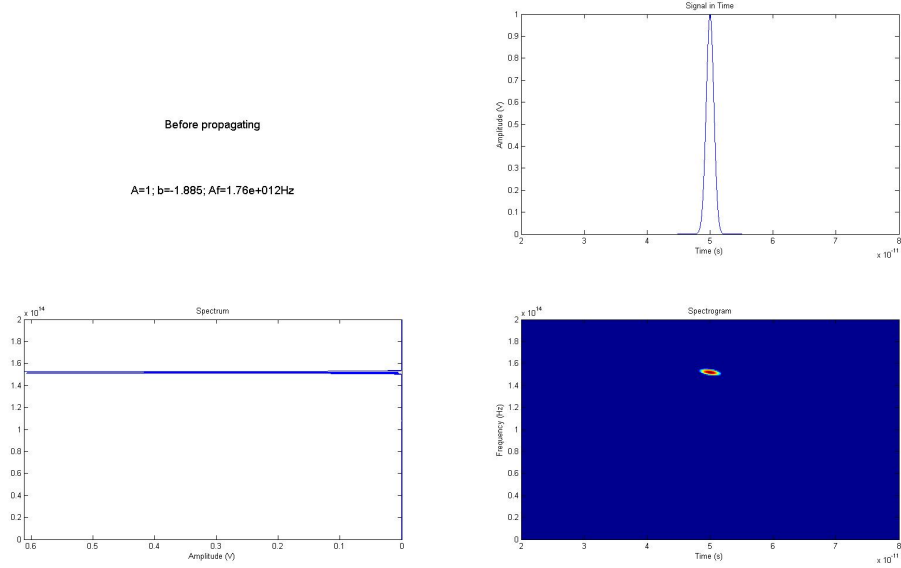 Before propagating
A=1; b=-1.885; Af=1.76e+012Hz
Signal in Time
1
0.9
0.8
0.7
0.6
0.5
0.4
0.3
0.2
0.1
0
Amplitude (V)
2 3 4 5 6 7 8
Time (s)
x 10^-11
Spectrum
x 10^14
2
1.8
1.6
1.4
1.2
1
0.8
0.6
0.4
0.2
0
0.6 0.5 0.4 0.3 0.2 0.1 0
Amplitude (V)
Spectrogram
x 10^14
2
1.8
1.6
1.4
1.2
1
0.8
0.6
0.4
0.2
0
Frequency (Hz)
2 3 4 5 6 7 8
Time (s)
x 10^-11